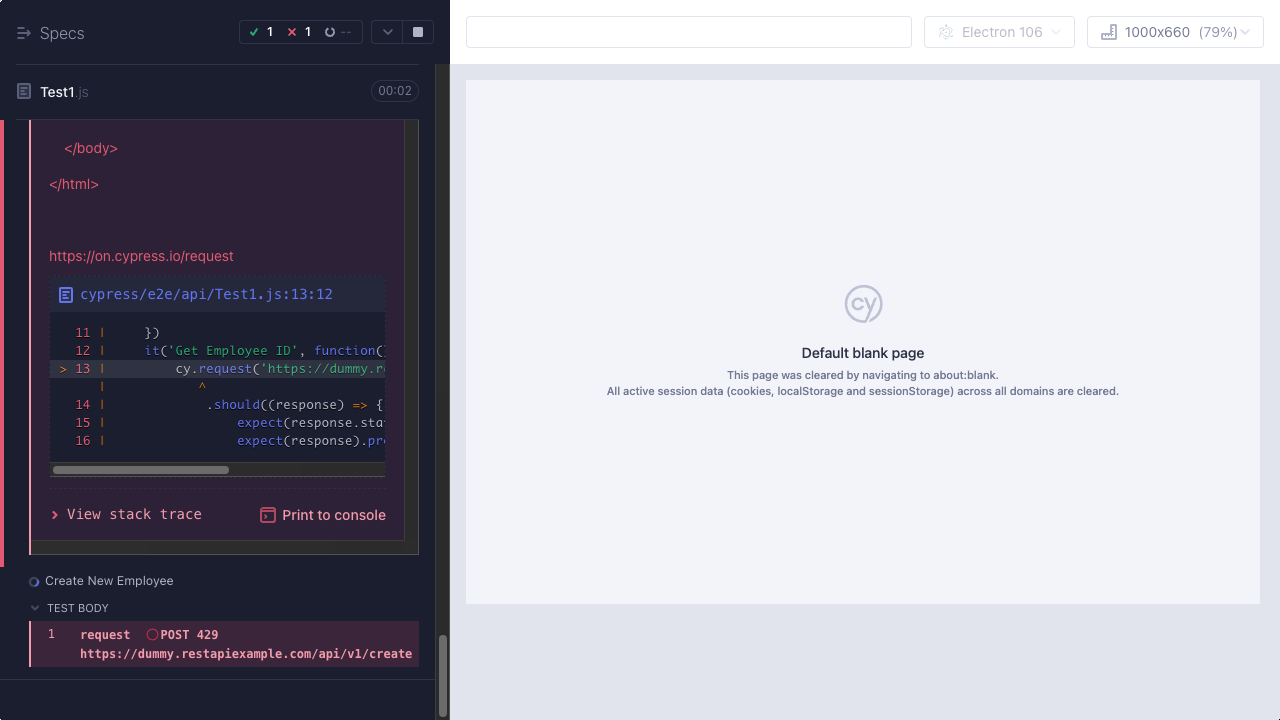 Specs
1
1
--
Electron 106
1000x660 (79%)
Test1.js
00:02
</body>
</html>
https://on.cypress.io/request
cypress/e2e/api/Test1.js:13:12
11 | })
12 | it('Get Employee ID', function()
> 13 | cy.request('https://dummy.re
| ^
14 | .should((response) => {
15 | expect(response.sta
16 | expect(response).pro
View stack trace
Print to console
Create New Employee
TEST BODY
1 request POST 429
https://dummy.restapiexample.com/api/v1/create
cy
Default blank page
This page was cleared by navigating to about:blank.
All active session data (cookies, localStorage and sessionStorage) across all domains are cleared.